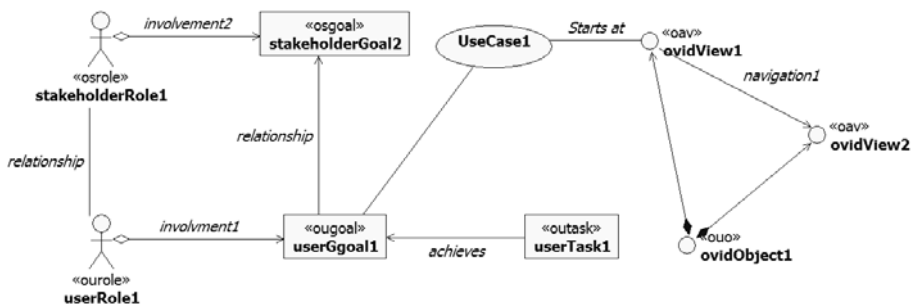 involvement2
«osgoal»
stakeholderGoal2
UseCase1
Starts at
«oav»
ovidView1
«osrole»
stakeholderRole1
navigation1
relationship
relationship
«oav»
ovidView2
involvment1
«ougoal»
userGgoal1
achieves
«outask»
userTask1
«ouo»
ovidObject1
«ourole»
userRole1